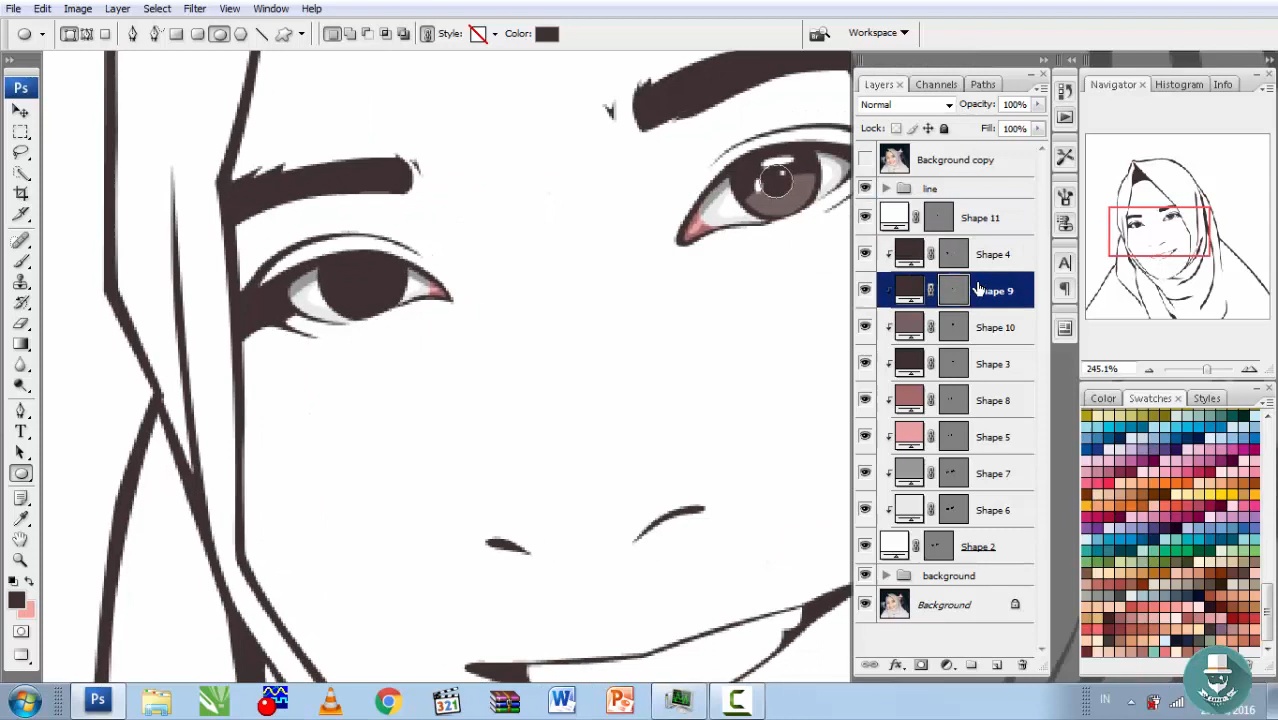 File Edit Image Layer Select Filter View Window Help
Style: Color: Workspace
Ps
Layers Channels Paths
Normal Opacity: 100%
Lock: Fill: 100%
Background copy
line
Shape 11
Shape 4
Shape 9
Shape 10
Shape 3
Shape 8
Shape 5
Shape 7
Shape 6
Shape 2
background
Background
Navigator Histogram Info
245.1%
Color Swatches Styles
IN
2016